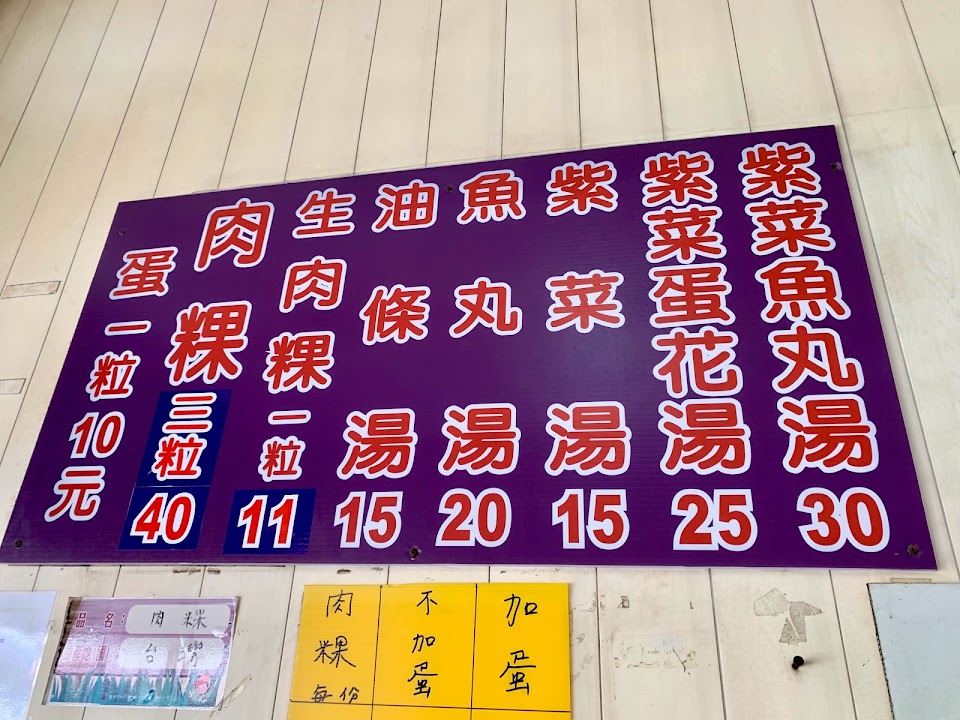 紫菜魚丸湯 30
紫菜蛋花湯 25
紫菜湯 15
魚丸湯 20
油條湯 15
生肉粿一粒 11
肉粿三粒 40
蛋一粒10元
加蛋
不加蛋
肉粿每份
品名：肉粿
台灣